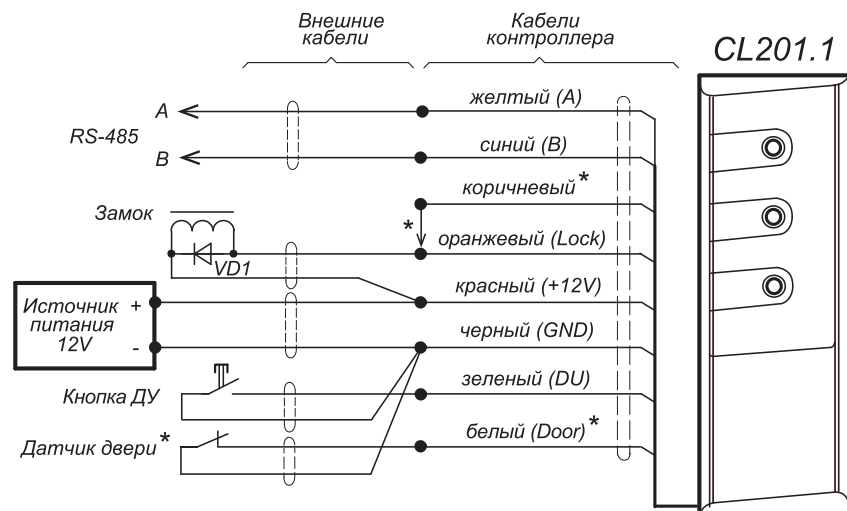 Внешние
кабели
Кабели
контроллера
CL201.1
A
желтый (A)
RS-485
B
синий (B)
коричневый*
Замок
*
оранжевый (Lock)
VD1
красный (+12V)
Источник
питания
12V
+
-
черный (GND)
Кнопка ДУ
зеленый (DU)
Датчик двери*
белый (Door)*